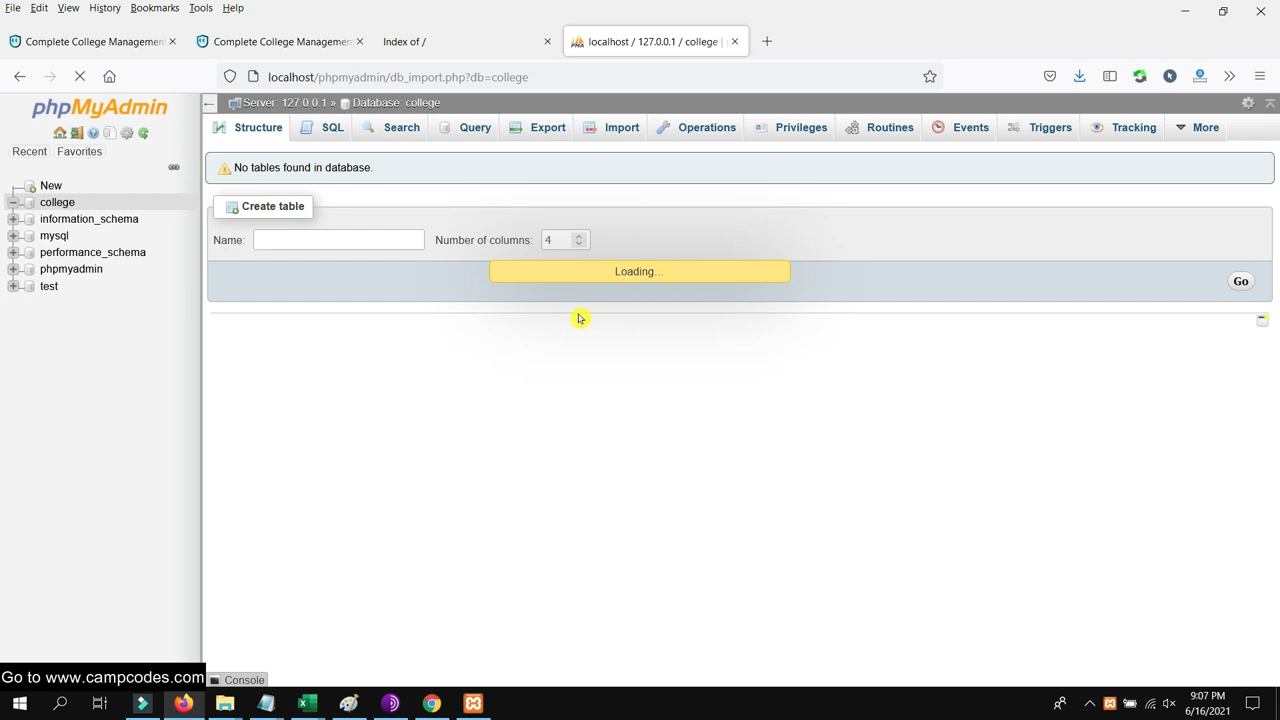 File Edit View History Bookmarks Tools Help
Complete College Management
Complete College Managemen
Index of /
localhost / 127.0.0.1 / college |
localhost/phpmyadmin/db_import.php?db=college
phpMyAdmin
Server: 127.0.0.1 » Database: college
Structure SQL Search Query Export Import Operations Privileges Routines Events Triggers Tracking More
Recent Favorites
No tables found in database.
New
college
information_schema
mysql
performance_schema
phpmyadmin
test
Create table
Name: Number of columns: 4
Loading…
Go
Console
Go to www.campcodes.com
9:07 PM
6/16/2021